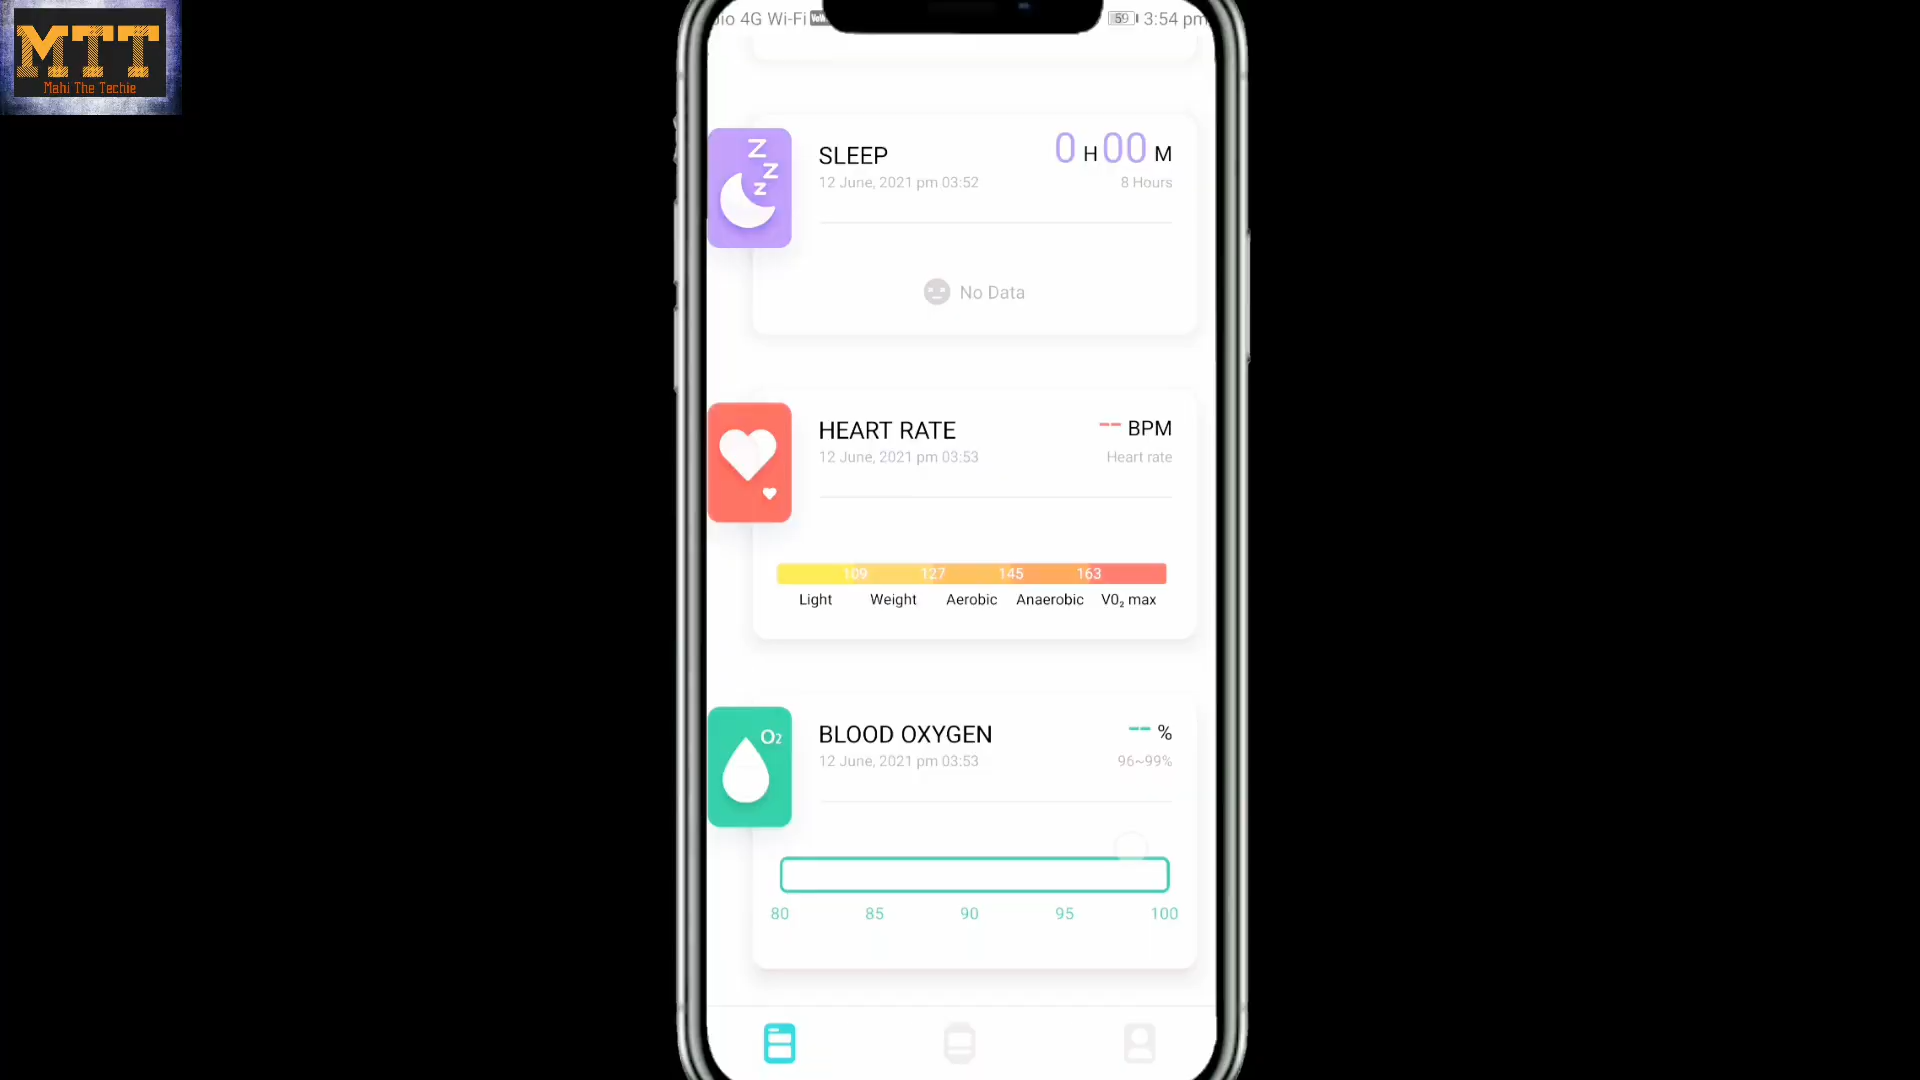 MTT
Mahi The Techie
Jio 4G Wi-Fi
59 3:54 pm
Z
Z
Z
SLEEP
0 H 00 M
12 June, 2021 pm 03:52
8 Hours
No Data
HEART RATE
-- BPM
12 June, 2021 pm 03:53
Heart rate
109 127 145 163
Light Weight Aerobic Anaerobic V0₂ max
O₂
BLOOD OXYGEN
-- %
12 June, 2021 pm 03:53
96~99%
80 85 90 95 100